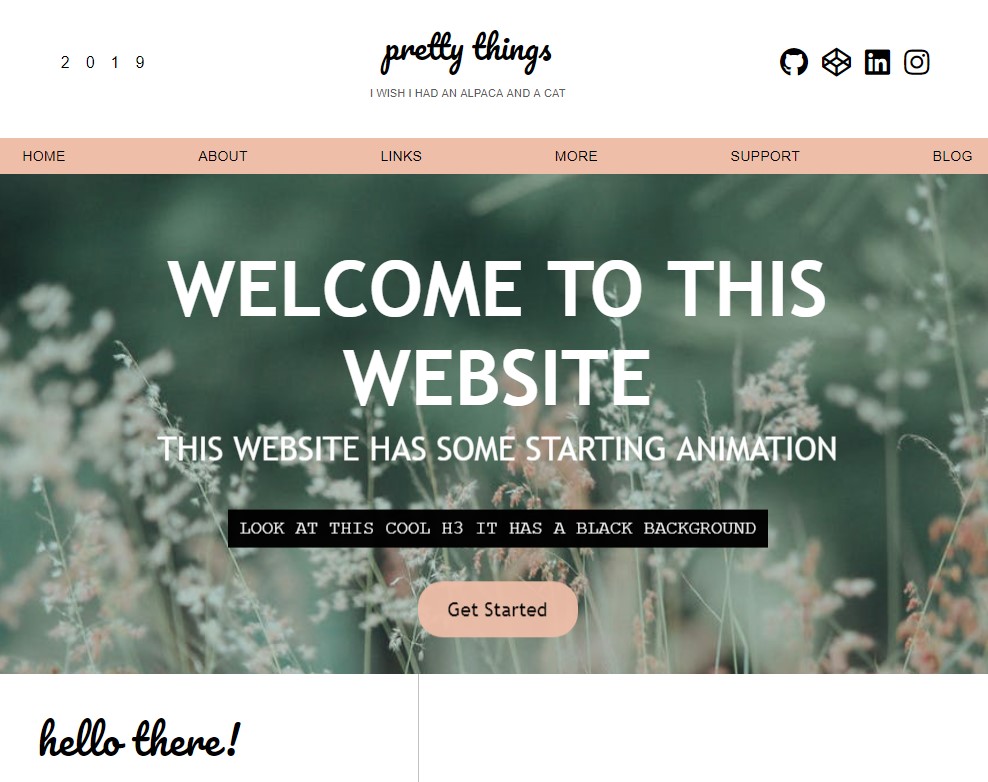 2 0 1 9
pretty things
I WISH I HAD AN ALPACA AND A CAT
in
HOME ABOUT LINKS MORE SUPPORT BLOG
WELCOME TO THIS
WEBSITE
THIS WEBSITE HAS SOME STARTING ANIMATION
LOOK AT THIS COOL H3 IT HAS A BLACK BACKGROUND
Get Started
hello there!